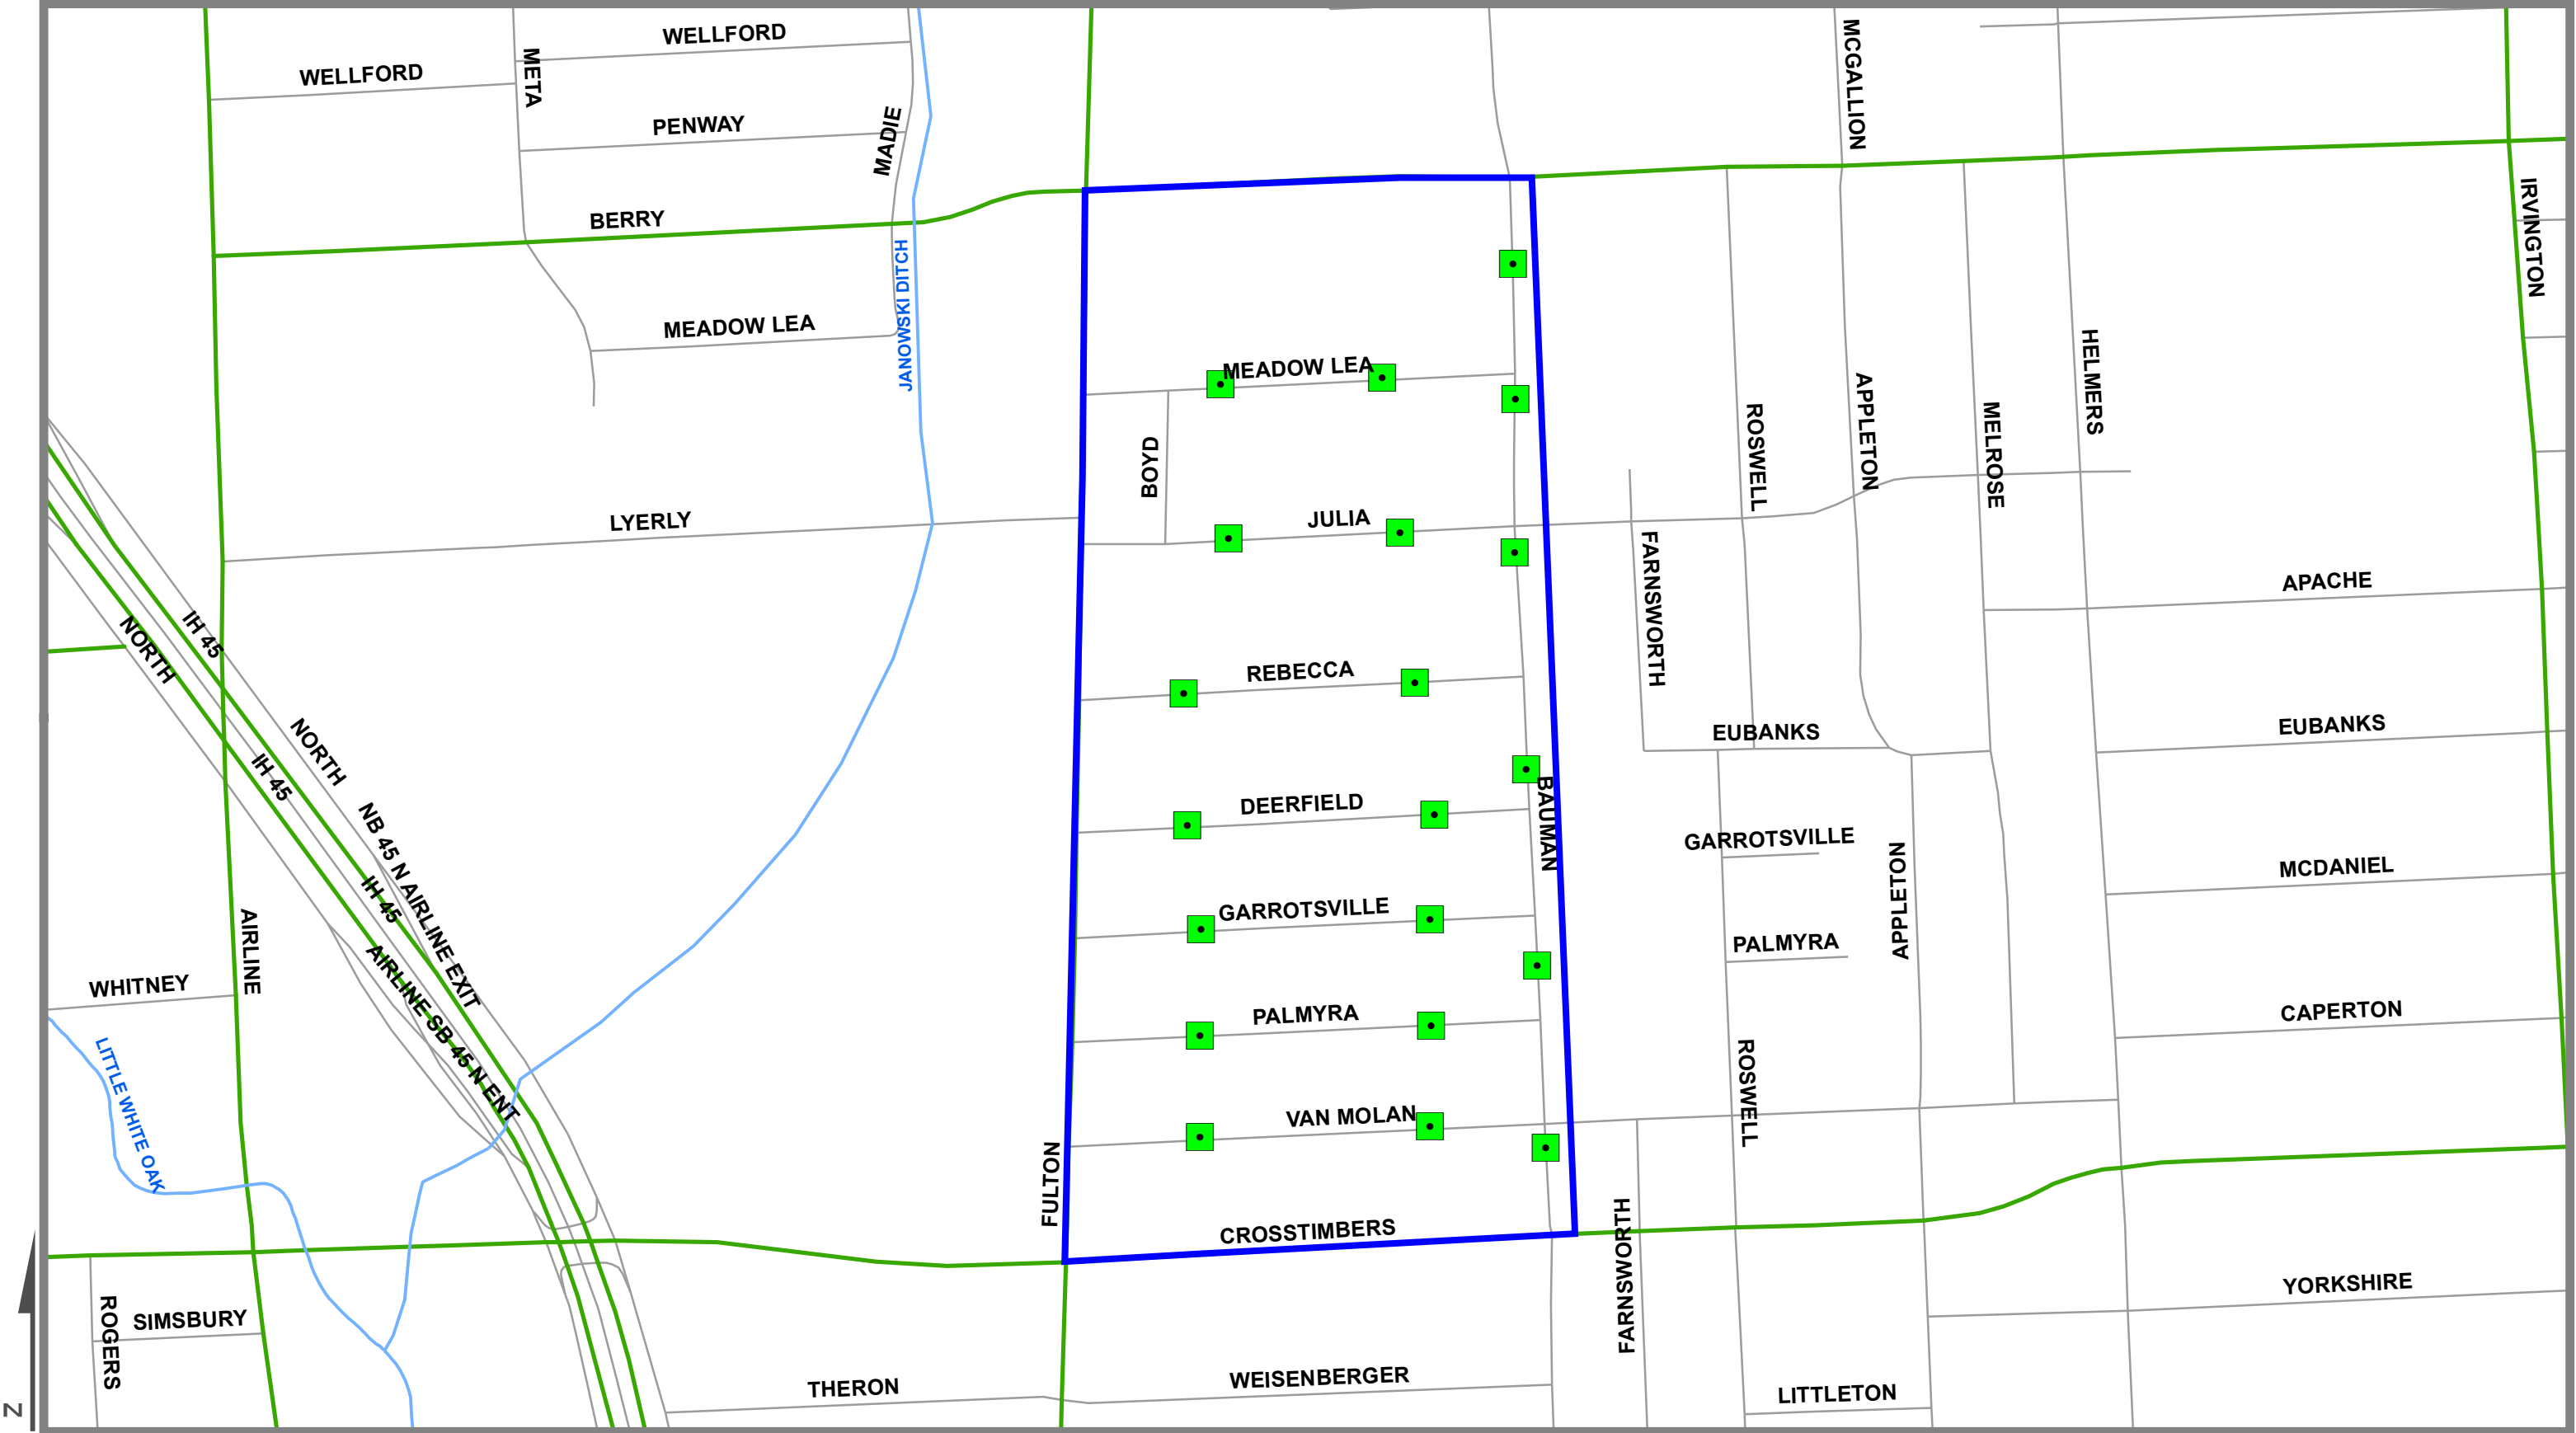 MCGALLION
WELLFORD
META
WELLFORD
PENWAY
MADIE
IRVINGTON
BERRY
JANOWSKI DITCH
MEADOW LEA
HELMERS
MEADOW LEA
APPLETON
MELROSE
ROSWELL
BOYD
LYERLY
JULIA
FARNSWORTH
APACHE
IH 45
NORTH
REBECCA
NORTH
EUBANKS
EUBANKS
IH 45
DEERFIELD
BAUMAN
NB 45 N AIRLINE EXIT
GARROTSVILLE
APPLETON
MCDANIEL
IH 45
GARROTSVILLE
AIRLINE
PALMYRA
AIRLINE SB 45 N ENT
WHITNEY
CAPERTON
PALMYRA
LITTLE WHITE OAK
ROSWELL
VAN MOLAN
FULTON
FARNSWORTH
CROSSTIMBERS
YORKSHIRE
ROGERS
SIMSBURY
WEISENBERGER
THERON
LITTLETON
N